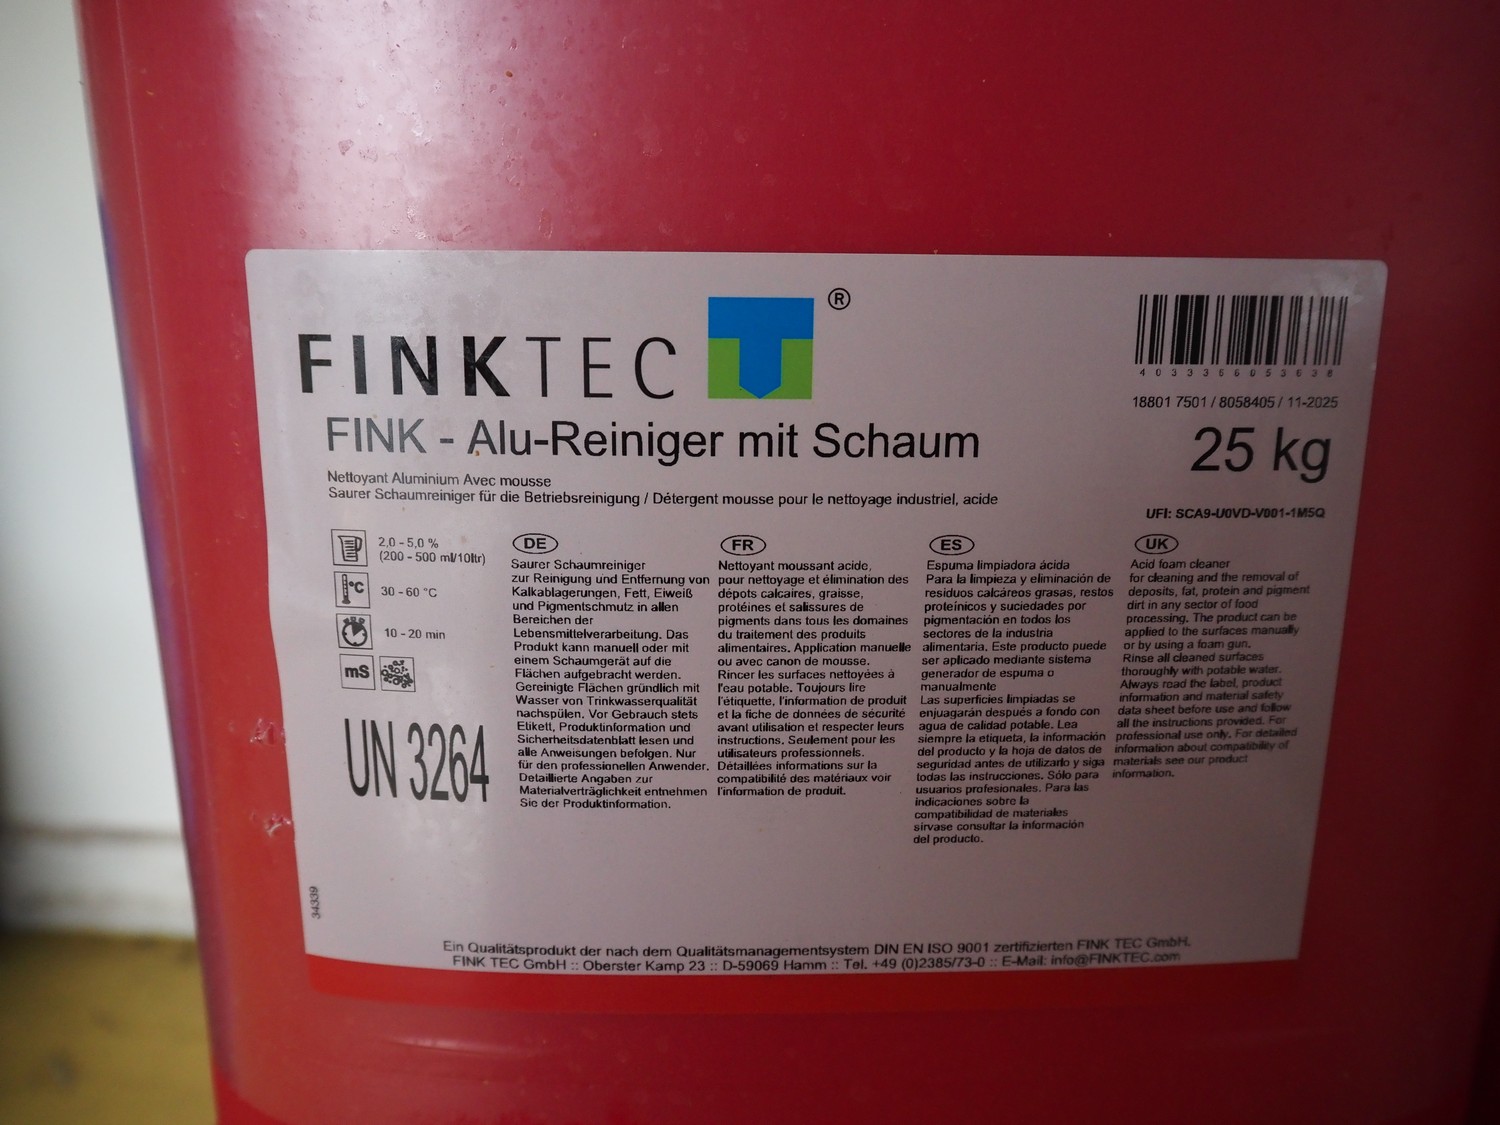 FINKTEC ®
4033356053638
18801 7501 / 8058405 / 11-2025
FINK - Alu-Reiniger mit Schaum
25 kg
Nettoyant Aluminium Avec mousse
Saurer Schaumreiniger für die Betriebsreinigung / Détergent mousse pour le nettoyage industriel, acide
UFI: SCA9-U0VD-V001-1M5Q
2,0 - 5,0 %
(200 - 500 ml/10ltr)
°C
30 - 60 °C
10 - 20 min
mS
UN 3264
DE
Saurer Schaumreiniger
zur Reinigung und Entfernung von
Kalkablagerungen, Fett, Eiweiß
und Pigmentschmutz in allen
Bereichen der
Lebensmittelverarbeitung. Das
Produkt kann manuell oder mit
einem Schaumgerät auf die
Flächen aufgebracht werden.
Gereinigte Flächen gründlich mit
Wasser von Trinkwasserqualität
nachspülen. Vor Gebrauch stets
Etikett, Produktinformation und
Sicherheitsdatenblatt lesen und
alle Anweisungen befolgen. Nur
für den professionellen Anwender.
Detaillierte Angaben zur
Materialverträglichkeit entnehmen
Sie der Produktinformation.
FR
Nettoyant moussant acide,
pour nettoyage et élimination des
dépots calcaires, graisse,
protéines et salissures de
pigments dans tous les domaines
du traitement des produits
alimentaires. Application manuelle
ou avec canon de mousse.
Rincer les surfaces nettoyées à
l'eau potable. Toujours lire
l'étiquette, l'information de produit
et la fiche de données de sécurité
avant utilisation et respecter leurs
instructions. Seulement pour les
utilisateurs professionnels.
Détaillées informations sur la
compatibilité des matériaux voir
l'information de produit.
ES
Espuma limpiadora ácida
Para la limpieza y eliminación de
residuos calcáreos grasas, restos
proteínicos y suciedades por
pigmentación en todos los
sectores de la industria
alimentaria. Este producto puede
ser aplicado mediante sistema
generador de espuma o
manualmente
Las superficies limpiadas se
enjuagarán después a fondo con
agua de calidad potable. Lea
siempre la etiqueta, la información
del producto y la hoja de datos de
seguridad antes de utilizarlo y siga
todas las instrucciones. Sólo para
usuarios profesionales. Para las
indicaciones sobre la
compatibilidad de materiales
sírvase consultar la información
del producto.
UK
Acid foam cleaner
for cleaning and the removal of
deposits, fat, protein and pigment
dirt in any sector of food
processing. The product can be
applied to the surfaces manually
or by using a foam gun.
Rinse all cleaned surfaces
thoroughly with potable water.
Always read the label, product
information and material safety
data sheet before use and follow
all the instructions provided. For
professional use only. For detailed
information about compatibility of
materials see our product
information.
34339
Ein Qualitätsprodukt der nach dem Qualitätsmanagementsystem DIN EN ISO 9001 zertifizierten FINK TEC GmbH.
FINK TEC GmbH :: Oberster Kamp 23 :: D-59069 Hamm :: Tel. +49 (0)2385/73-0 :: E-Mail: info@FINKTEC.com